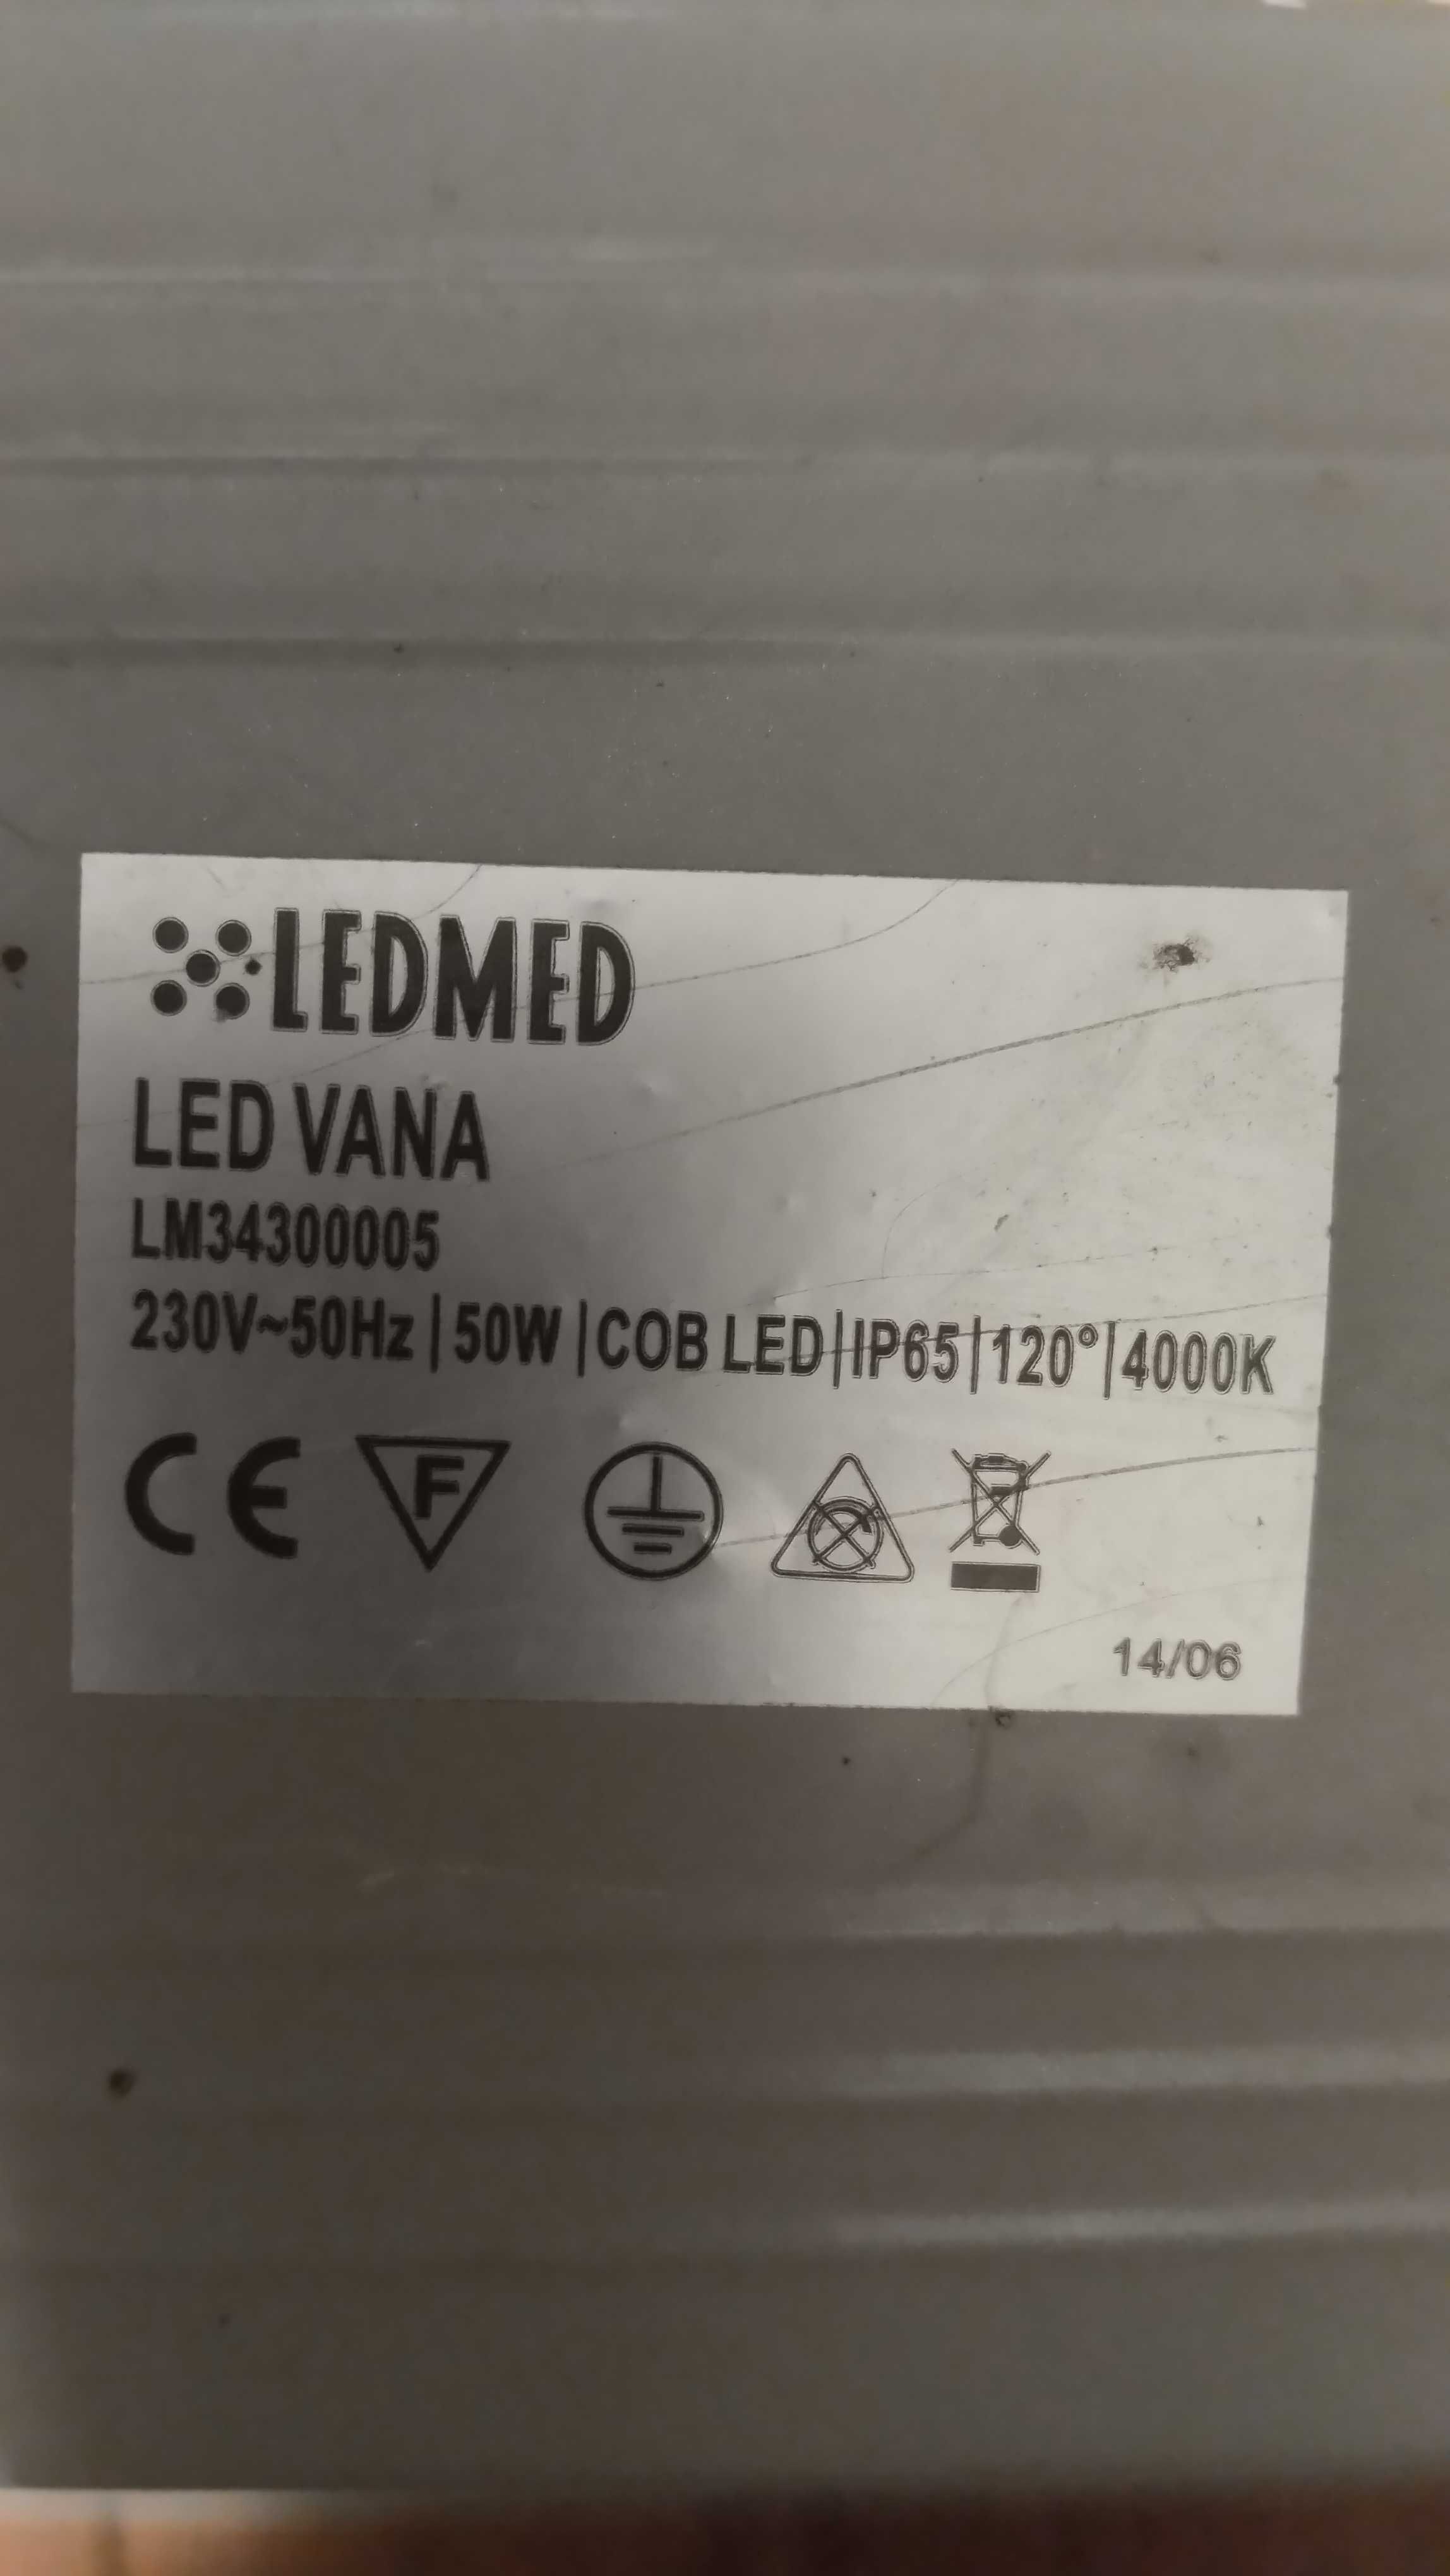 LEDMED
LED VANA
LM34300005
230V~50Hz|50W|COB LED|IP65|120°|4000K
CE F
14/06